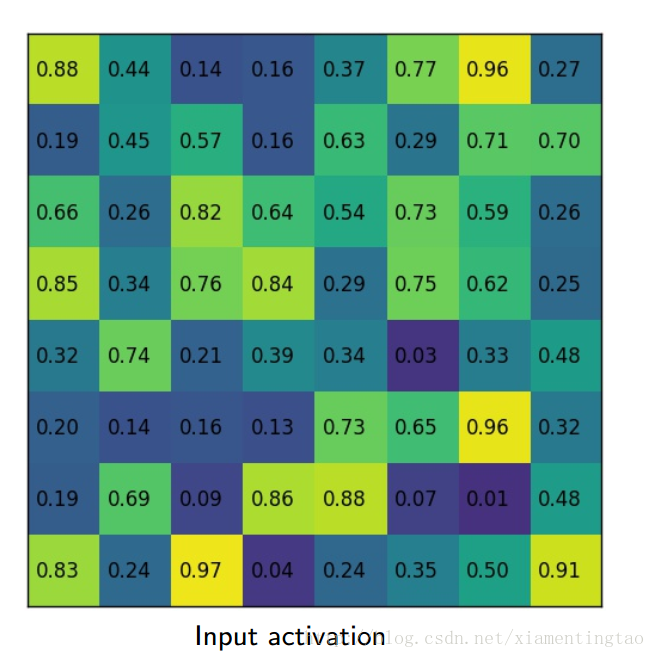 0.88 0.44 0.14 0.16 0.37 0.77 0.96 0.27
0.19 0.45 0.57 0.16 0.63 0.29 0.71 0.70
0.66 0.26 0.82 0.64 0.54 0.73 0.59 0.26
0.85 0.34 0.76 0.84 0.29 0.75 0.62 0.25
0.32 0.74 0.21 0.39 0.34 0.03 0.33 0.48
0.20 0.14 0.16 0.13 0.73 0.65 0.96 0.32
0.19 0.69 0.09 0.86 0.88 0.07 0.01 0.48
0.83 0.24 0.97 0.04 0.24 0.35 0.50 0.91
Input activation
log.csdn.net/xiamentingtao